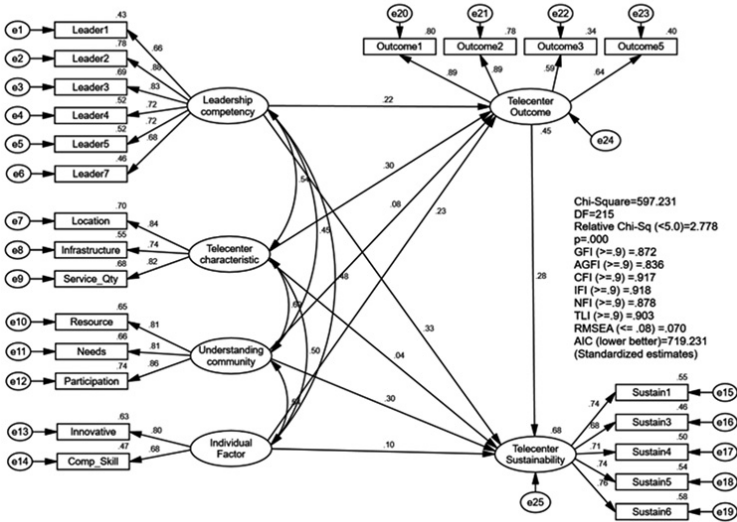 e20
e21
e22
e23
.80
.78
.34
.40
Outcome1
Outcome2
Outcome3
Outcome5
.89
.89
.59
.64
e1
Leader1
.43
.66
e2
Leader2
.78
.88
e3
Leader3
.69
.83
e4
Leader4
.52
.72
e5
Leader5
.52
.72
e6
Leader7
.46
.68
Leadership
competency
.22
Telecenter
Outcome
.45
e24
.30
.08
.23
.54
.45
.48
.50
.33
.04
.30
.10
.28
e7
Location
.70
.84
e8
Infrastructure
.55
.74
e9
Service_Qty
.68
.82
Telecenter
characteristic
e10
Resource
.65
.81
e11
Needs
.66
.81
e12
Participation
.74
.86
Understanding
community
e13
Innovative
.63
.80
e14
Comp_Skill
.47
.68
Individual
Factor
Chi-Square=597.231
DF=215
Relative Chi-Sq (<5.0)=2.778
p=.000
GFI (>=.9) =.872
AGFI (>=.9) =.836
CFI (>=.9) =.917
IFI (>=.9) =.918
NFI (>=.9) =.878
TLI (>=.9) =.903
RMSEA (<= .08) =.070
AIC (lower better)=719.231
(Standardized estimates)
Telecenter
Sustainability
.68
e25
.74
Sustain1
.55
e15
.68
Sustain3
.46
e16
.71
Sustain4
.50
e17
.74
Sustain5
.54
e18
.76
Sustain6
.58
e19